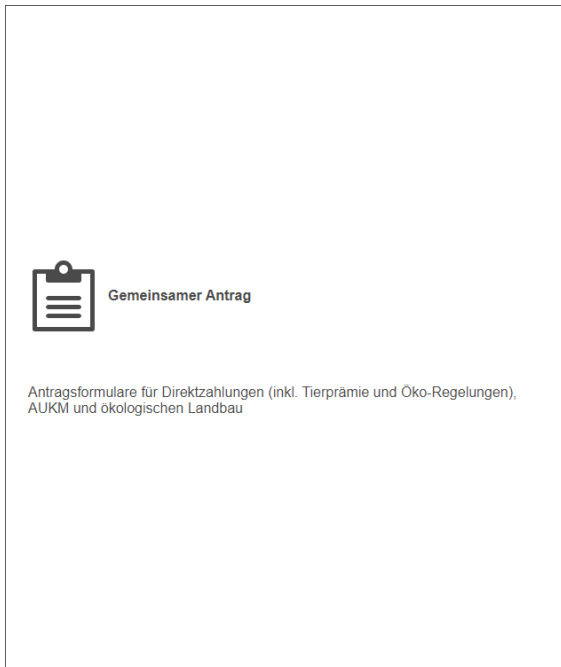 Gemeinsamer Antrag
Antragsformulare für Direktzahlungen (inkl. Tierprämie und Öko-Regelungen),
AUKM und ökologischen Landbau